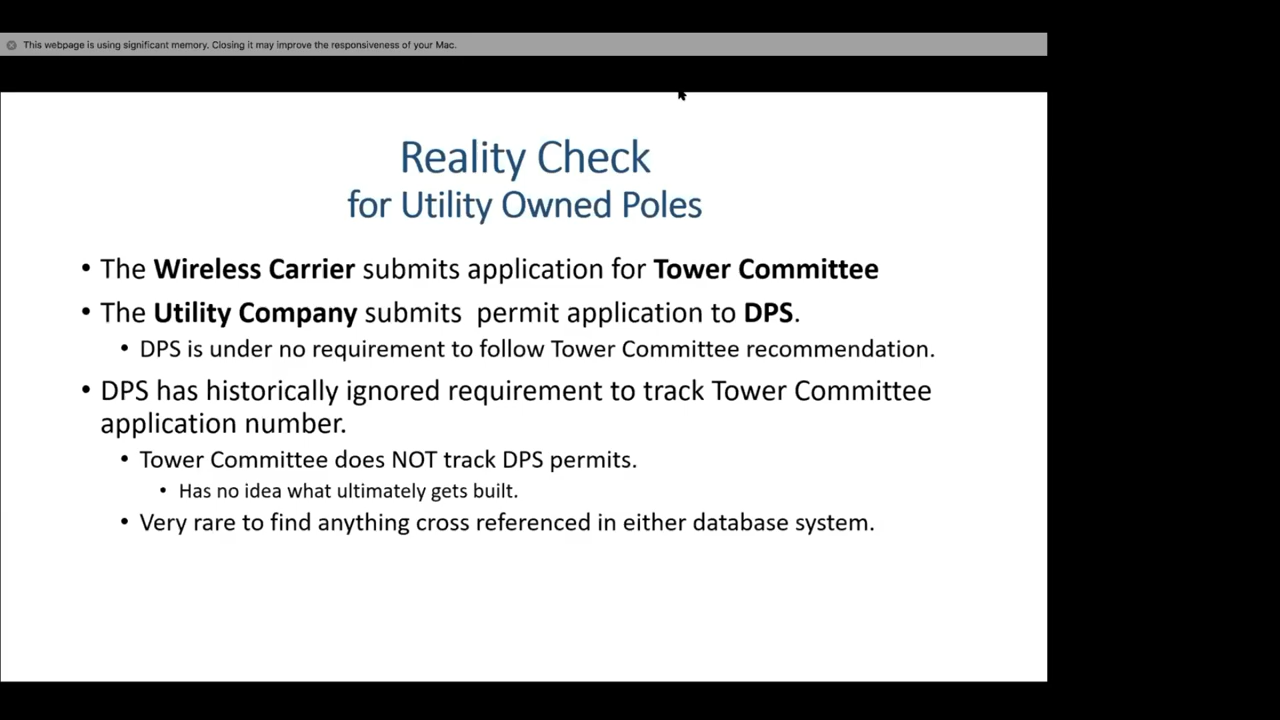 This webpage is using significant memory. Closing it may improve the responsiveness of your Mac.
Reality Check
for Utility Owned Poles
• The Wireless Carrier submits application for Tower Committee
• The Utility Company submits  permit application to DPS.
• DPS is under no requirement to follow Tower Committee recommendation.
• DPS has historically ignored requirement to track Tower Committee
application number.
• Tower Committee does NOT track DPS permits.
• Has no idea what ultimately gets built.
• Very rare to find anything cross referenced in either database system.